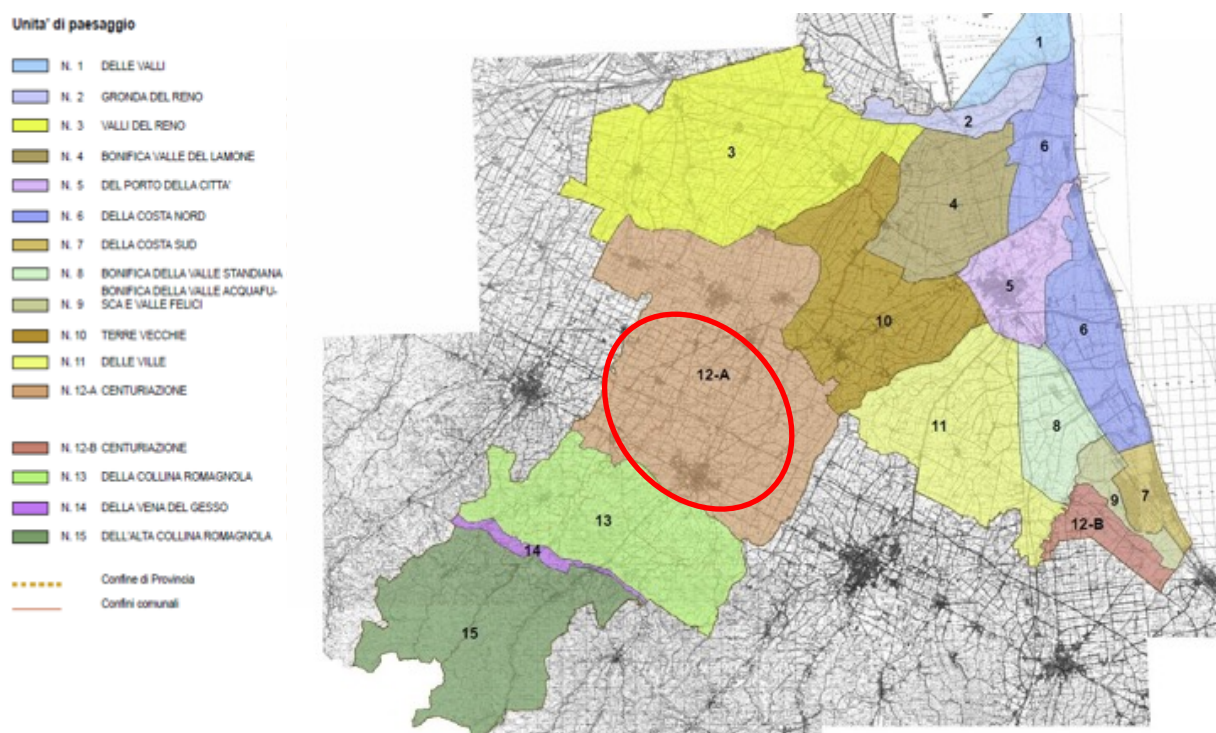 Unita' di paesaggio
N. 1 DELLE VALLI
N. 2 GRONDA DEL RENO
N. 3 VALLI DEL RENO
N. 4 BONIFICA VALLE DEL LAMONE
N. 5 DEL PORTO DELLA CITTA'
N. 6 DELLA COSTA NORD
N. 7 DELLA COSTA SUD
N. 8 BONIFICA DELLA VALLE STANDIANA
BONIFICA DELLA VALLE ACQUAFU-
N. 9 SCA E VALLE FELICI
N. 10 TERRE VECCHIE
N. 11 DELLE VILLE
N. 12-A CENTURIAZIONE
N. 12-B CENTURIAZIONE
N. 13 DELLA COLLINA ROMAGNOLA
N. 14 DELLA VENA DEL GESSO
N. 15 DELL'ALTA COLLINA ROMAGNOLA
Confine di Provincia
Confini comunali
1
2
6
3
4
5
10
6
12-A
11
8
9
7
12-B
13
14
15